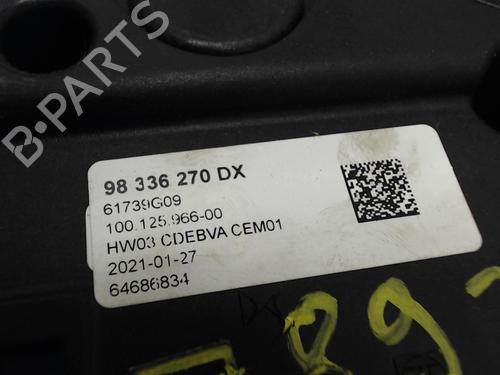 B-PARTS
98 336 270 DX
61739G09
100.125.966-00
HW03 CDEBVA CEM01
2021-01-27
64686834